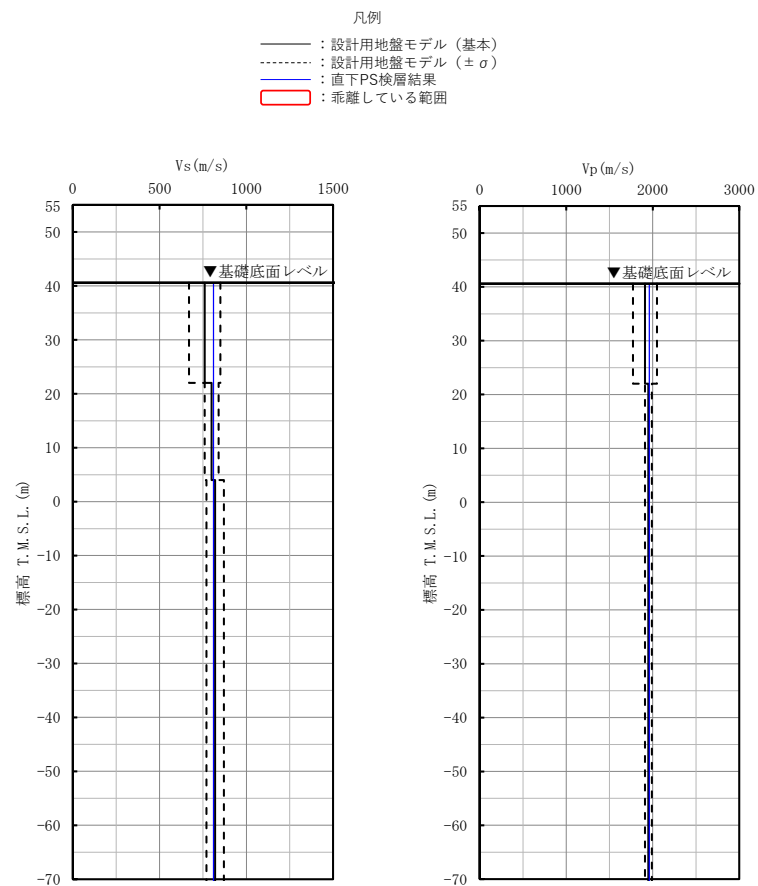 凡例
：設計用地盤モデル（基本）
：設計用地盤モデル（±σ）
：直下PS検層結果
：乖離している範囲
Vs(m/s)
0 500 1000 1500
55
50
40
30
20
10
0
-10
-20
-30
-40
-50
-60
-70
標高 T.M.S.L.(m)
▼基礎底面レベル
Vp(m/s)
0 1000 2000 3000
55
50
40
30
20
10
0
-10
-20
-30
-40
-50
-60
-70
標高 T.M.S.L.(m)
▼基礎底面レベル